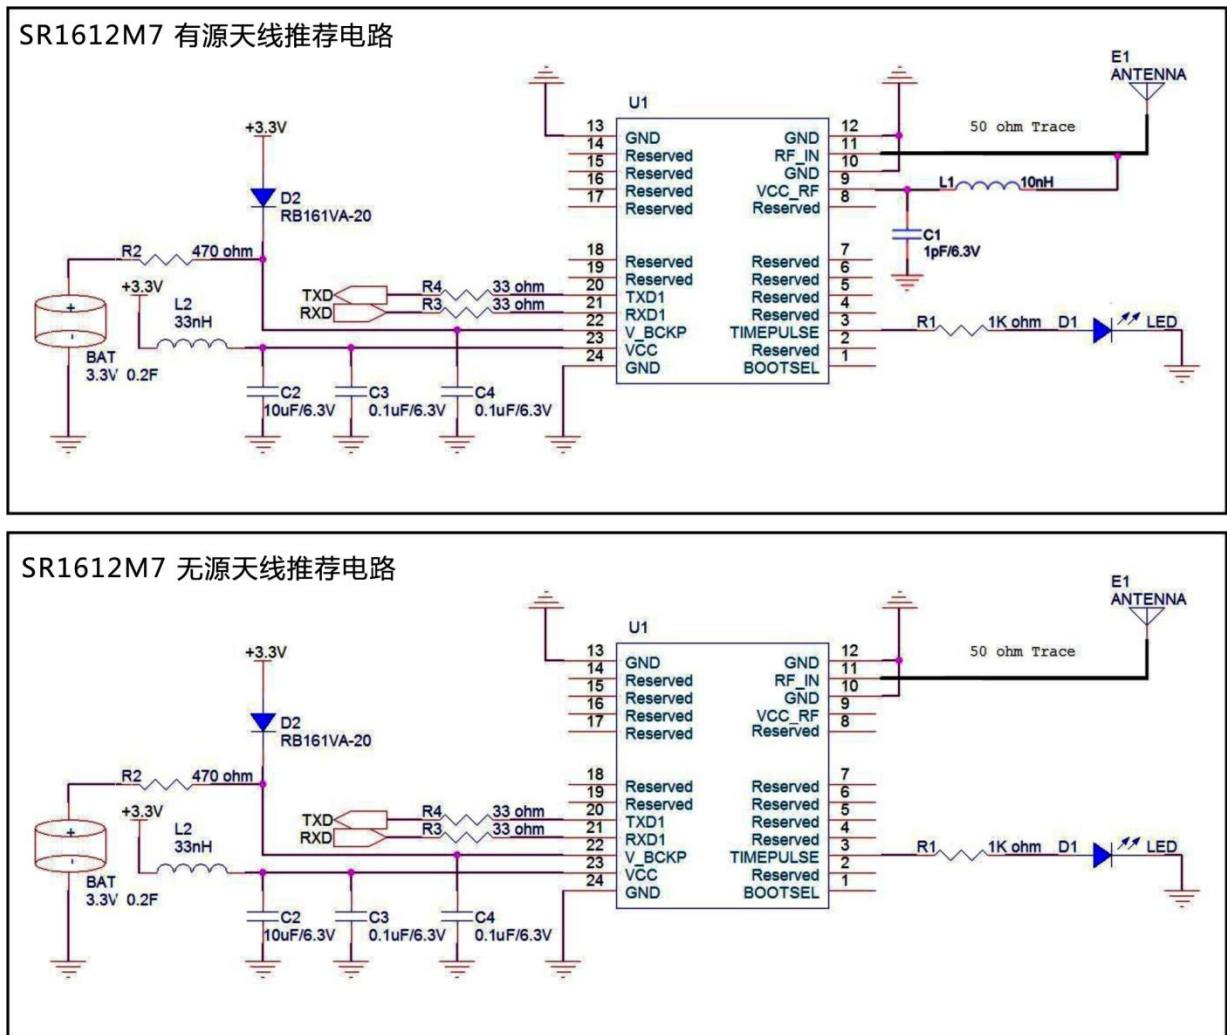 SR1612M7 有源天线推荐电路
E1
ANTENNA
U1
+3.3V
50 ohm Trace
13 GND GND 12
14 Reserved RF_IN 11
15 Reserved GND 10
16 Reserved VCC_RF 9
17 Reserved Reserved 8
L1 10nH
D2
RB161VA-20
C1
1pF/6.3V
R2 470 ohm
18 Reserved Reserved 7
19 Reserved Reserved 6
20 TXD1 Reserved 5
21 RXD1 Reserved 4
22 V_BCKP TIMEPULSE 3
23 VCC Reserved 2
24 GND BOOTSEL 1
+3.3V
TXD R4 33 ohm
RXD R3 33 ohm
L2
33nH
R1 1K ohm D1 LED
+
-
BAT
3.3V 0.2F
C2
10uF/6.3V
C3
0.1uF/6.3V
C4
0.1uF/6.3V
SR1612M7 无源天线推荐电路
E1
ANTENNA
U1
+3.3V
50 ohm Trace
13 GND GND 12
14 Reserved RF_IN 11
15 Reserved GND 10
16 Reserved VCC_RF 9
17 Reserved Reserved 8
D2
RB161VA-20
R2 470 ohm
18 Reserved Reserved 7
19 Reserved Reserved 6
20 TXD1 Reserved 5
21 RXD1 Reserved 4
22 V_BCKP TIMEPULSE 3
23 VCC Reserved 2
24 GND BOOTSEL 1
+3.3V
TXD R4 33 ohm
RXD R3 33 ohm
L2
33nH
R1 1K ohm D1 LED
+
-
BAT
3.3V 0.2F
C2
10uF/6.3V
C3
0.1uF/6.3V
C4
0.1uF/6.3V